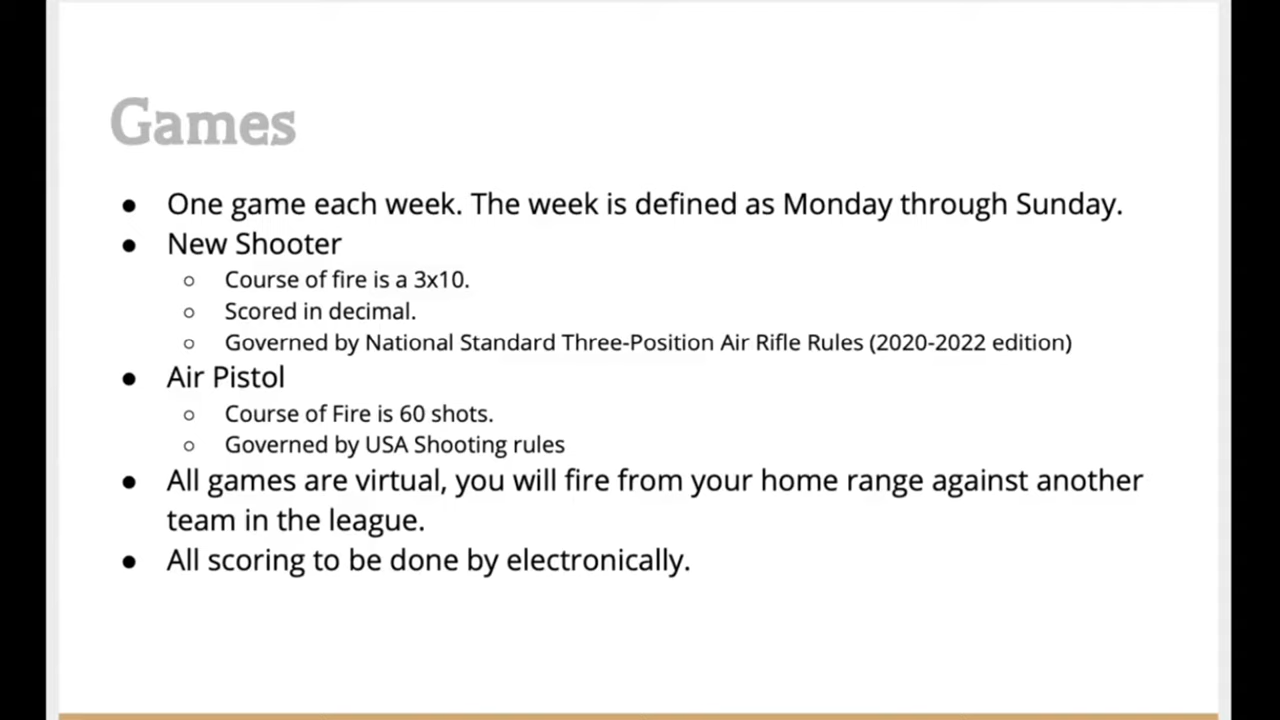 Games
● One game each week. The week is defined as Monday through Sunday.
● New Shooter
○ Course of fire is a 3x10.
○ Scored in decimal.
○ Governed by National Standard Three-Position Air Rifle Rules (2020-2022 edition)
● Air Pistol
○ Course of Fire is 60 shots.
○ Governed by USA Shooting rules
● All games are virtual, you will fire from your home range against another
team in the league.
● All scoring to be done by electronically.